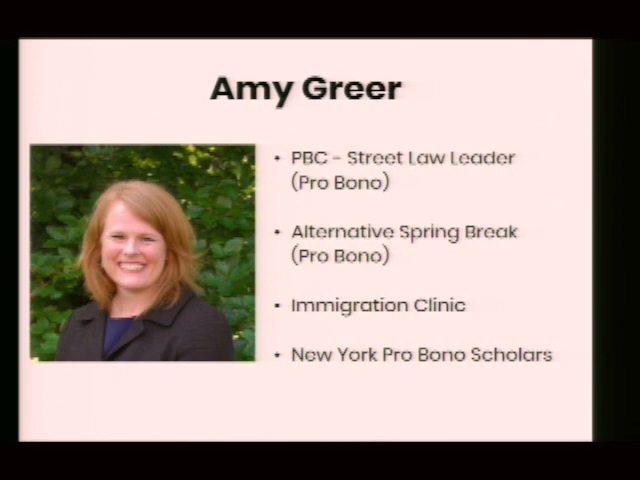 Amy Greer
• PBC - Street Law Leader
(Pro Bono)
• Alternative Spring Break
(Pro Bono)
• Immigration Clinic
• New York Pro Bono Scholars